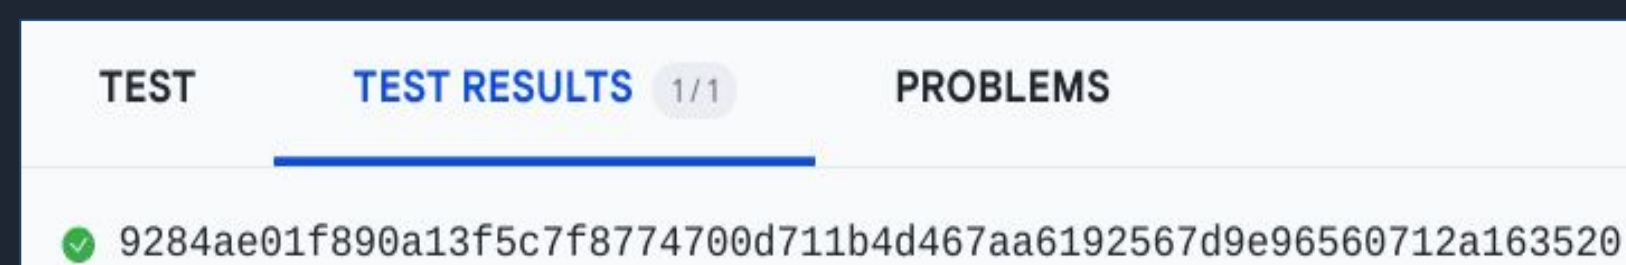 TEST TEST RESULTS 1/1 PROBLEMS
9284ae01f890a13f5c7f8774700d711b4d467aa6192567d9e96560712a163520